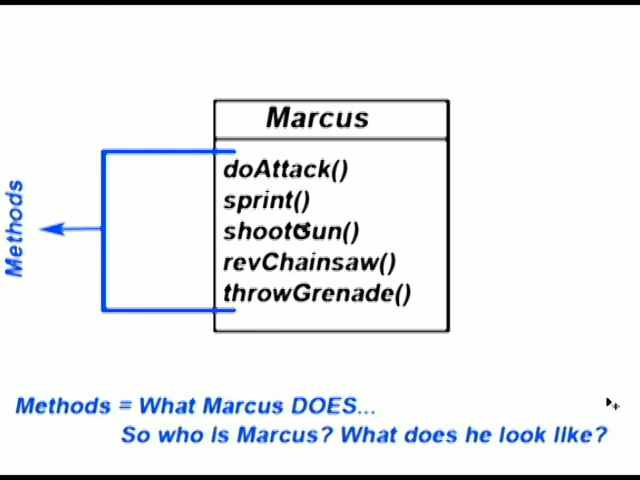 Marcus
doAttack()
sprint()
shootGun()
revChainsaw()
throwGrenade()
Methods
Methods = What Marcus DOES...
So who is Marcus? What does he look like?